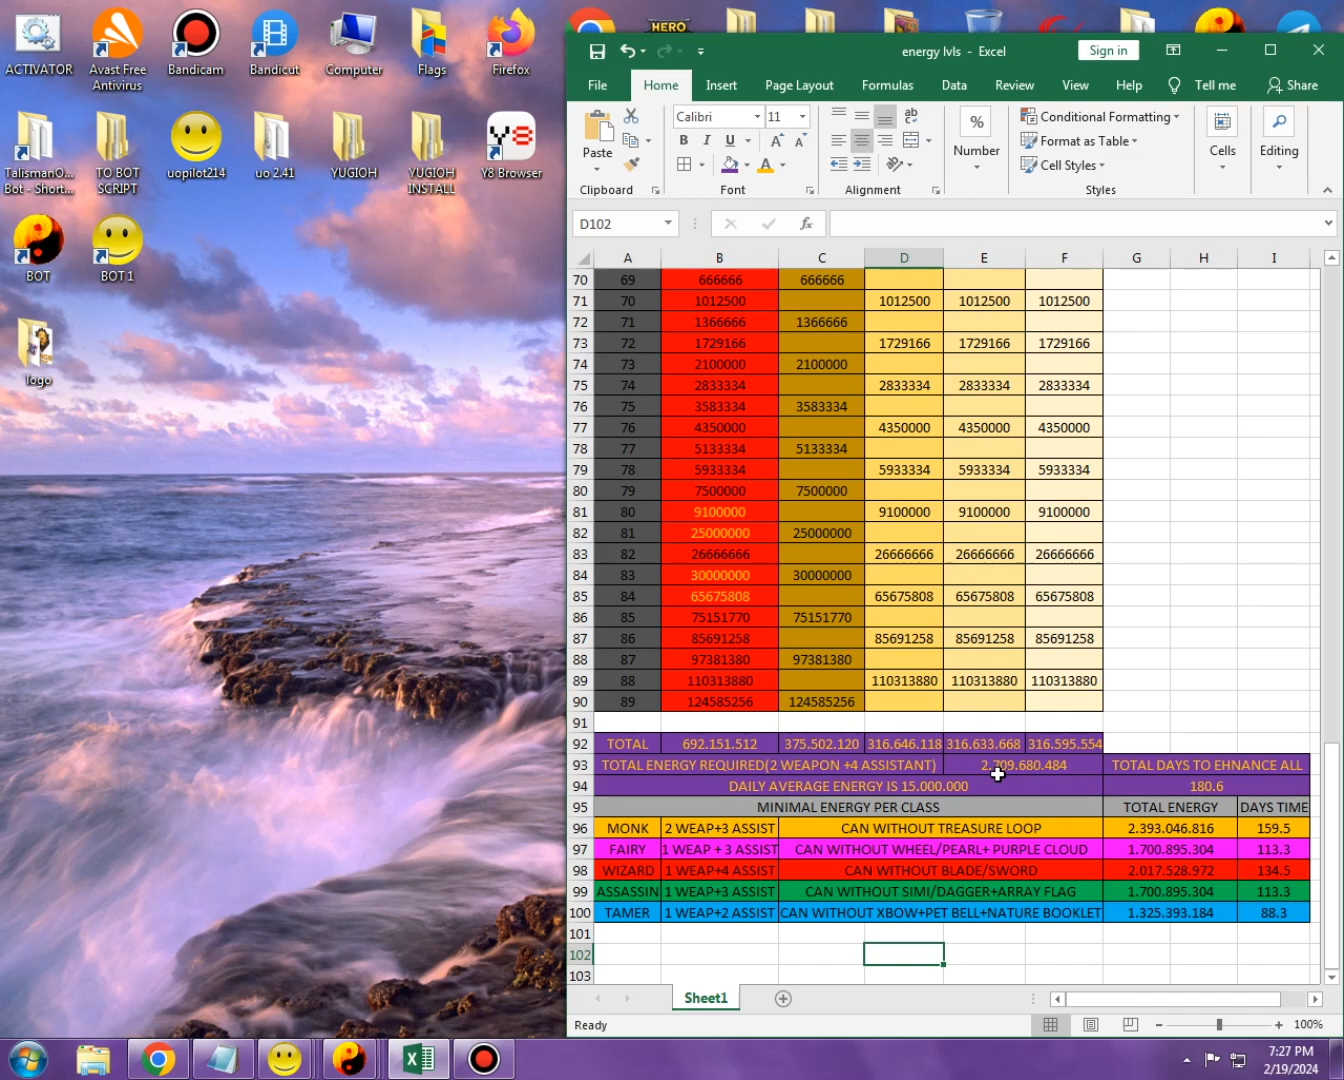 ACTIVATOR
Avast Free
Antivirus
Bandicam
Bandicut
Computer
Flags
Firefox
TalismanO...
Bot - Short...
TO BOT
SCRIPT
uopilot214
uo 2.41
YUGIOH
YUGIOH
INSTALL
Y8 Browser
BOT
BOT 1
logo
HERO
energy lvls - Excel
Sign in
File Home Insert Page Layout Formulas Data Review View Help Tell me Share
Paste
Calibri 11
B I U
Number
Conditional Formatting
Format as Table
Cell Styles
Cells
Editing
Clipboard Font Alignment Styles
D102
fx
A B C D E F G H I
70 69 666666 666666
71 70 1012500 1012500 1012500 1012500
72 71 1366666 1366666
73 72 1729166 1729166 1729166 1729166
74 73 2100000 2100000
75 74 2833334 2833334 2833334 2833334
76 75 3583334 3583334
77 76 4350000 4350000 4350000 4350000
78 77 5133334 5133334
79 78 5933334 5933334 5933334 5933334
80 79 7500000 7500000
81 80 9100000 9100000 9100000 9100000
82 81 25000000 25000000
83 82 26666666 26666666 26666666 26666666
84 83 30000000 30000000
85 84 65675808 65675808 65675808 65675808
86 85 75151770 75151770
87 86 85691258 85691258 85691258 85691258
88 87 97381380 97381380
89 88 110313880 110313880 110313880 110313880
90 89 124585256 124585256
91
92 TOTAL 692.151.512 375.502.120 316.646.118 316.633.668 316.595.554
93 TOTAL ENERGY REQUIRED(2 WEAPON +4 ASSISTANT) 2.709.680.484 TOTAL DAYS TO EHNANCE ALL
94 DAILY AVERAGE ENERGY IS 15.000.000 180.6
95 MINIMAL ENERGY PER CLASS TOTAL ENERGY DAYS TIME
96 MONK 2 WEAP+3 ASSIST CAN WITHOUT TREASURE LOOP 2.393.046.816 159.5
97 FAIRY 1 WEAP + 3 ASSIST CAN WITHOUT WHEEL/PEARL+ PURPLE CLOUD 1.700.895.304 113.3
98 WIZARD 1 WEAP+4 ASSIST CAN WITHOUT BLADE/SWORD 2.017.528.972 134.5
99 ASSASSIN 1 WEAP+3 ASSIST CAN WITHOUT SIMI/DAGGER+ARRAY FLAG 1.700.895.304 113.3
100 TAMER 1 WEAP+2 ASSIST CAN WITHOUT XBOW+PET BELL+NATURE BOOKLET 1.325.393.184 88.3
101
102
103
Sheet1
Ready
100%
7:27 PM
2/19/2024